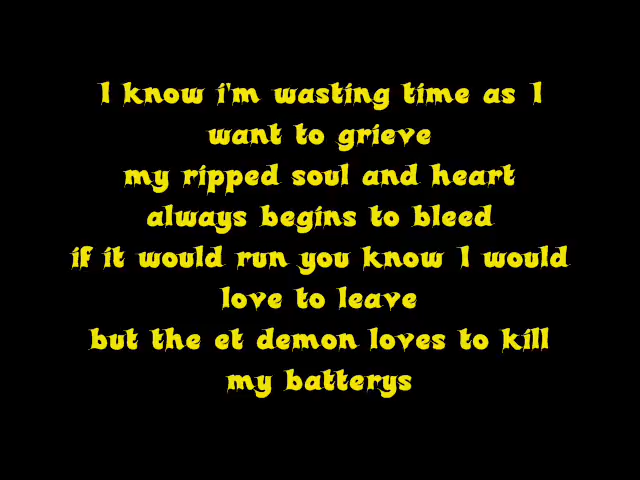 I know i'm wasting time as I
want to grieve
my ripped soul and heart
always begins to bleed
if it would run you know I would
love to leave
but the et demon loves to kill
my batterys